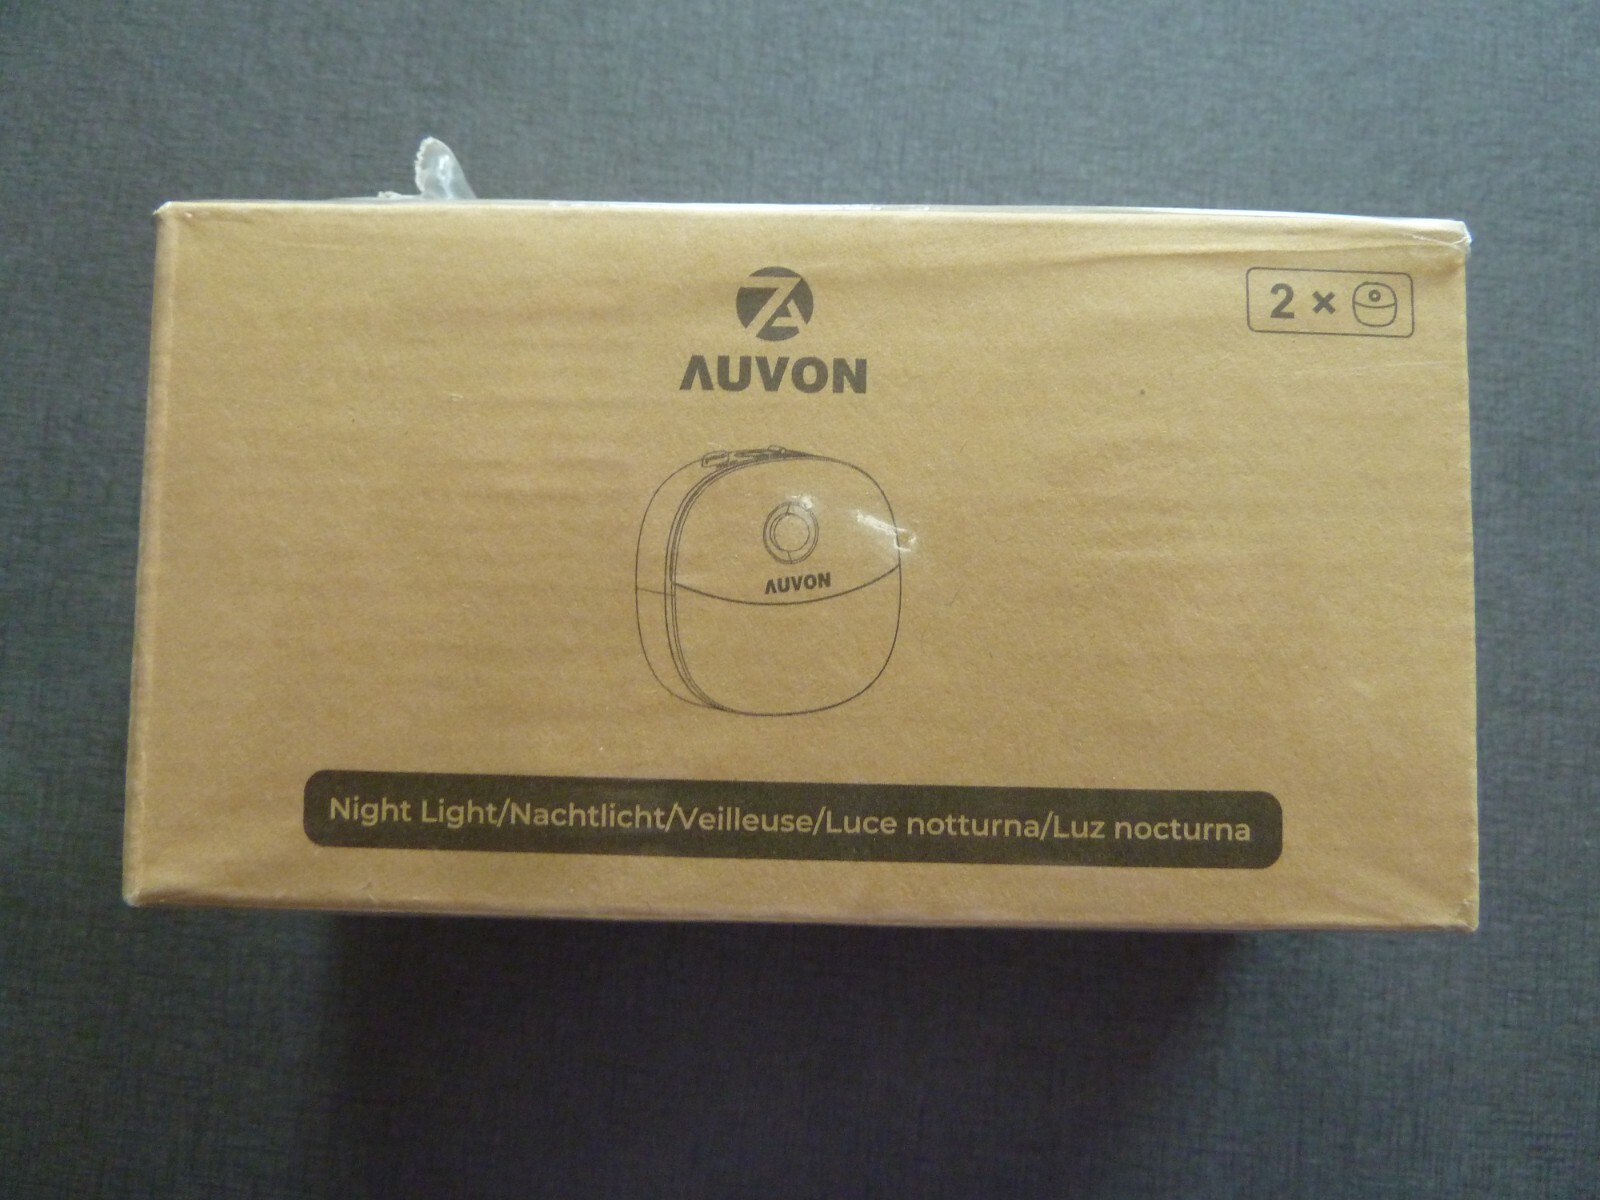 2 ×
AUVON
AUVON
Night Light/Nachtlicht/Veilleuse/Luce notturna/Luz nocturna